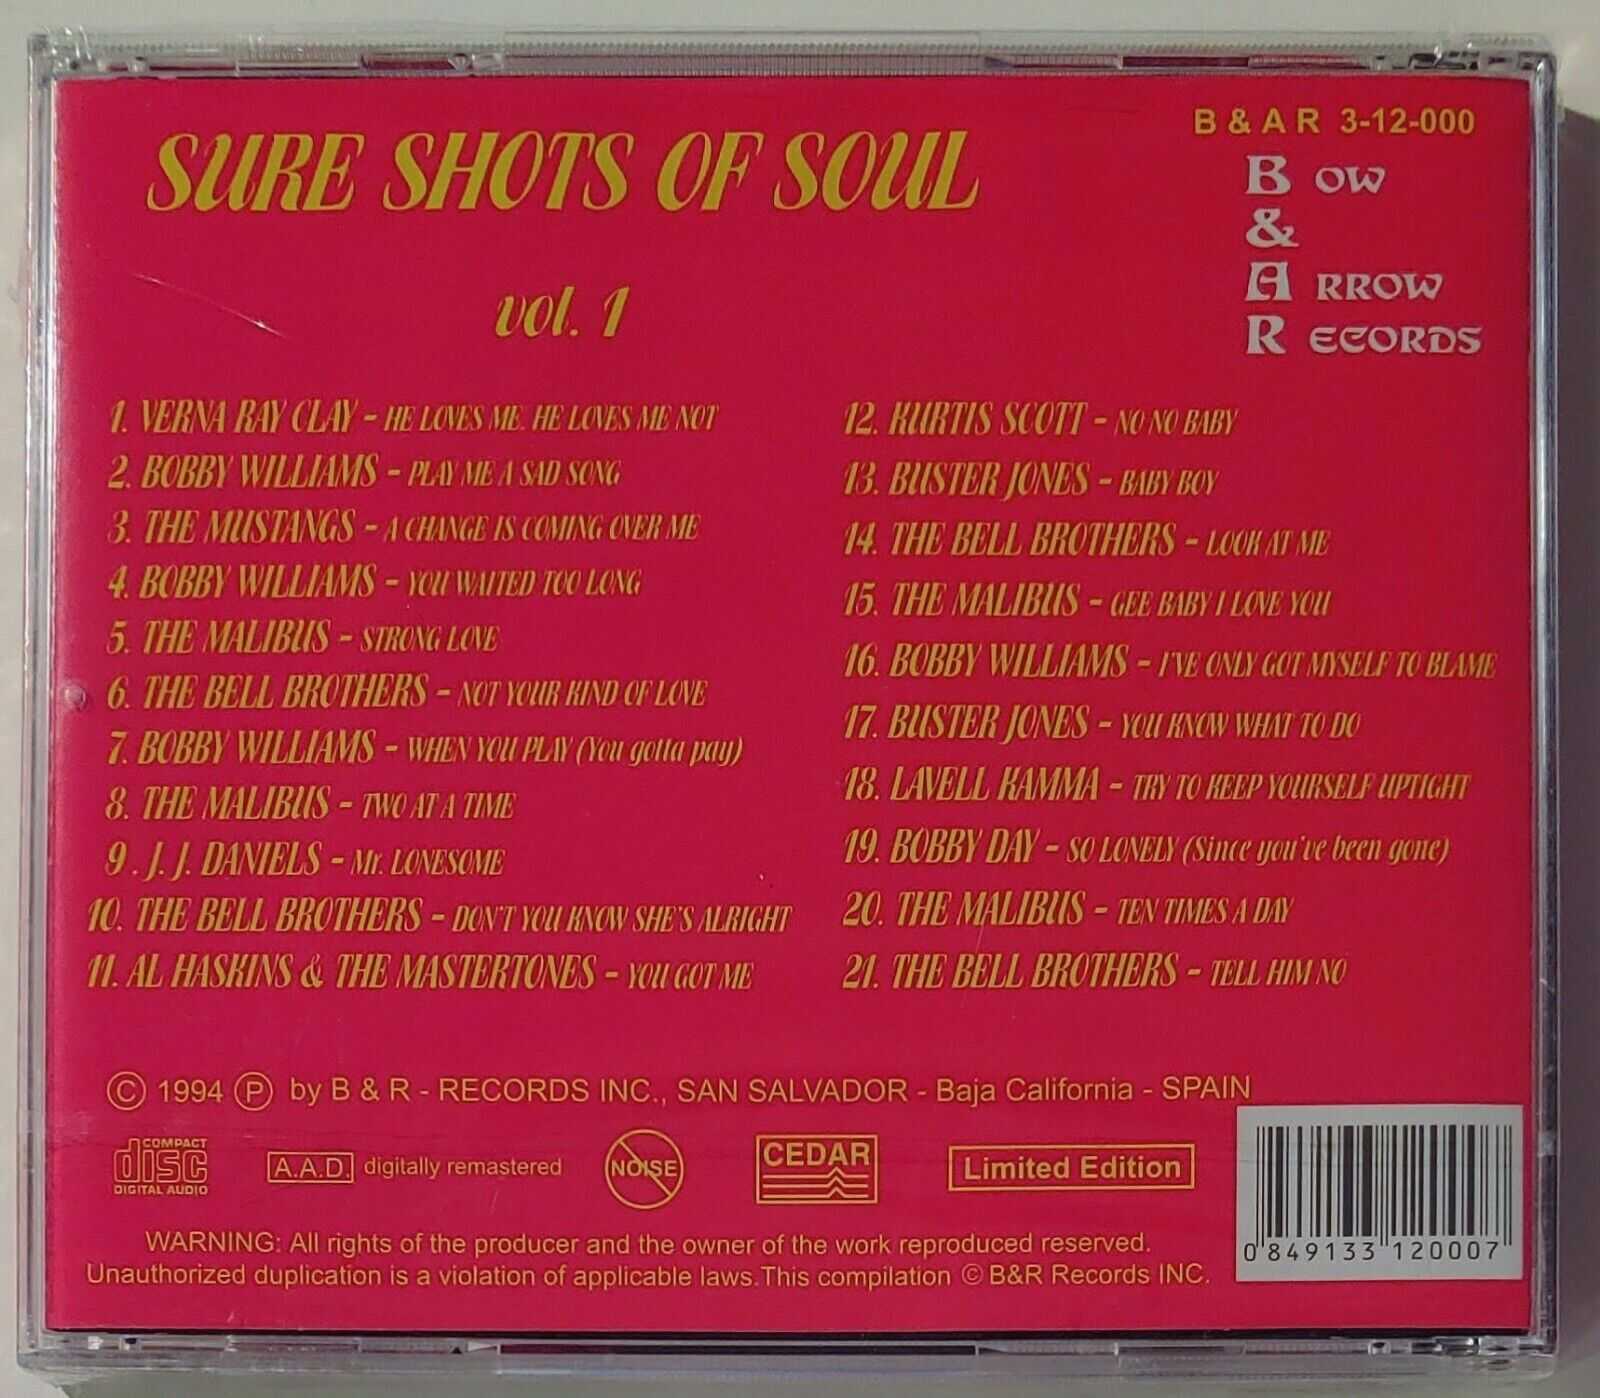 SURE SHOTS OF SOUL
vol. 1
B & A R 3-12-000
BOW
&
ARROW
RECORDS
1. VERNA RAY CLAY - HE LOVES ME. HE LOVES ME NOT
2. BOBBY WILLIAMS - PLAY ME A SAD SONG
3. THE MUSTANGS - A CHANGE IS COMING OVER ME
4. BOBBY WILLIAMS - YOU WAITED TOO LONG
5. THE MALIBUS - STRONG LOVE
6. THE BELL BROTHERS - NOT YOUR KIND OF LOVE
7. BOBBY WILLIAMS - WHEN YOU PLAY (You gotta pay)
8. THE MALIBUS - TWO AT A TIME
9 . J. J. DANIELS - Mr. LONESOME
10. THE BELL BROTHERS - DON'T YOU KNOW SHE'S ALRIGHT
11. AL HASKINS & THE MASTERTONES - YOU GOT ME
12. KURTIS SCOTT - NO NO BABY
13. BUSTER JONES - BABY BOY
14. THE BELL BROTHERS - LOOK AT ME
15. THE MALIBUS - GEE BABY I LOVE YOU
16. BOBBY WILLIAMS - I'VE ONLY GOT MYSELF TO BLAME
17. BUSTER JONES - YOU KNOW WHAT TO DO
18. LAVELL KAMMA - TRY TO KEEP YOURSELF UPTIGHT
19. BOBBY DAY - SO LONELY (Since you've been gone)
20. THE MALIBUS - TEN TIMES A DAY
21. THE BELL BROTHERS - TELL HIM NO
© 1994 ℗ by B & R - RECORDS INC., SAN SALVADOR - Baja California - SPAIN
COMPACT
disc
DIGITAL AUDIO
A.A.D. digitally remastered
NOISE
CEDAR
Limited Edition
WARNING: All rights of the producer and the owner of the work reproduced reserved.
Unauthorized duplication is a violation of applicable laws.This compilation © B&R Records INC.
0 849133 120007